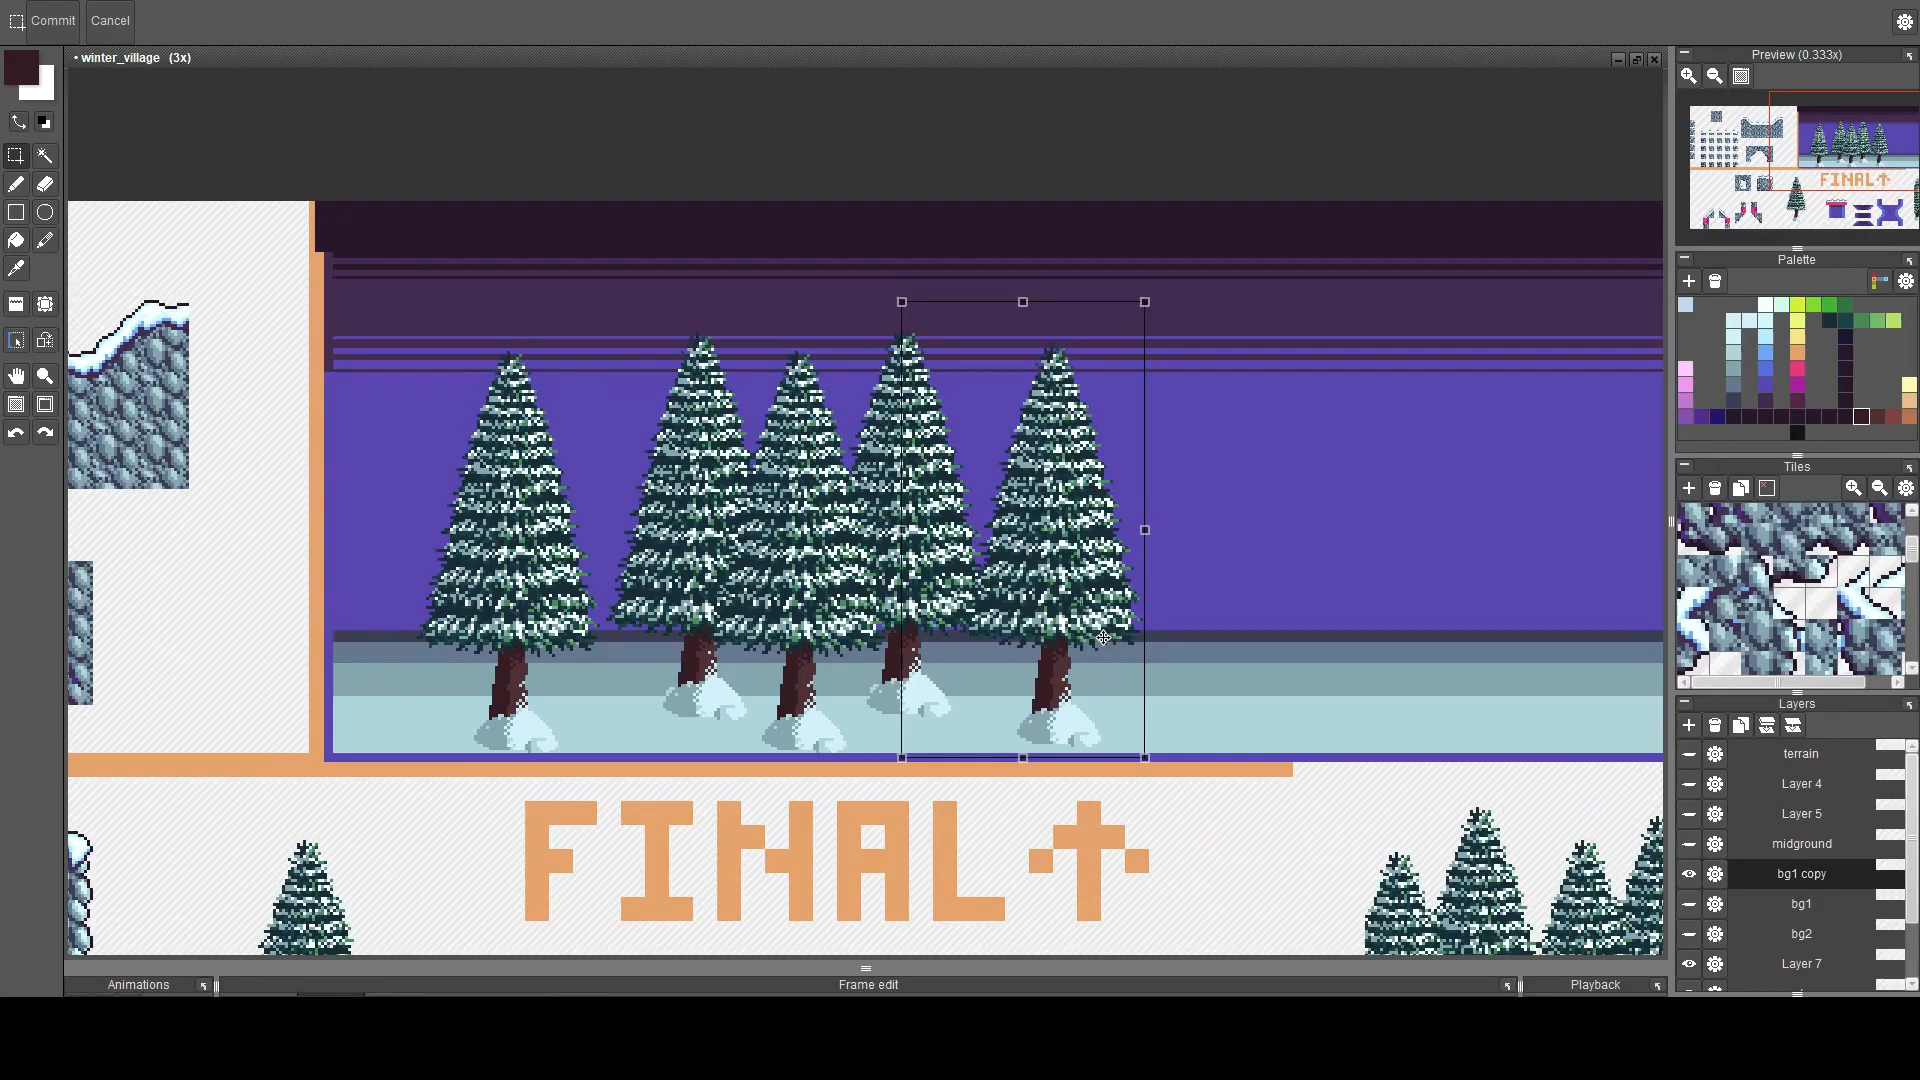 Commit Cancel
• winter_village (3x)
Preview (0.333x)
FINAL↑
Palette
Tiles
Layers
terrain
Layer 4
Layer 5
midground
bg1 copy
bg1
bg2
Layer 7
FINAL↑
Animations
Frame edit
Playback